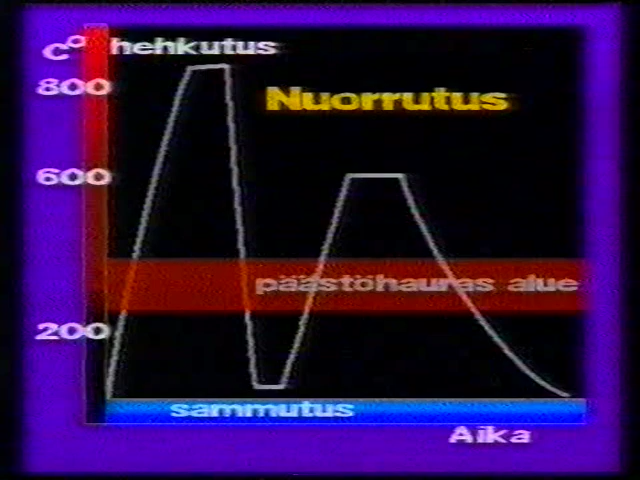 C° hehkutus
800
Nuorrutus
600
päästöhauras alue
200
sammutus
Aika